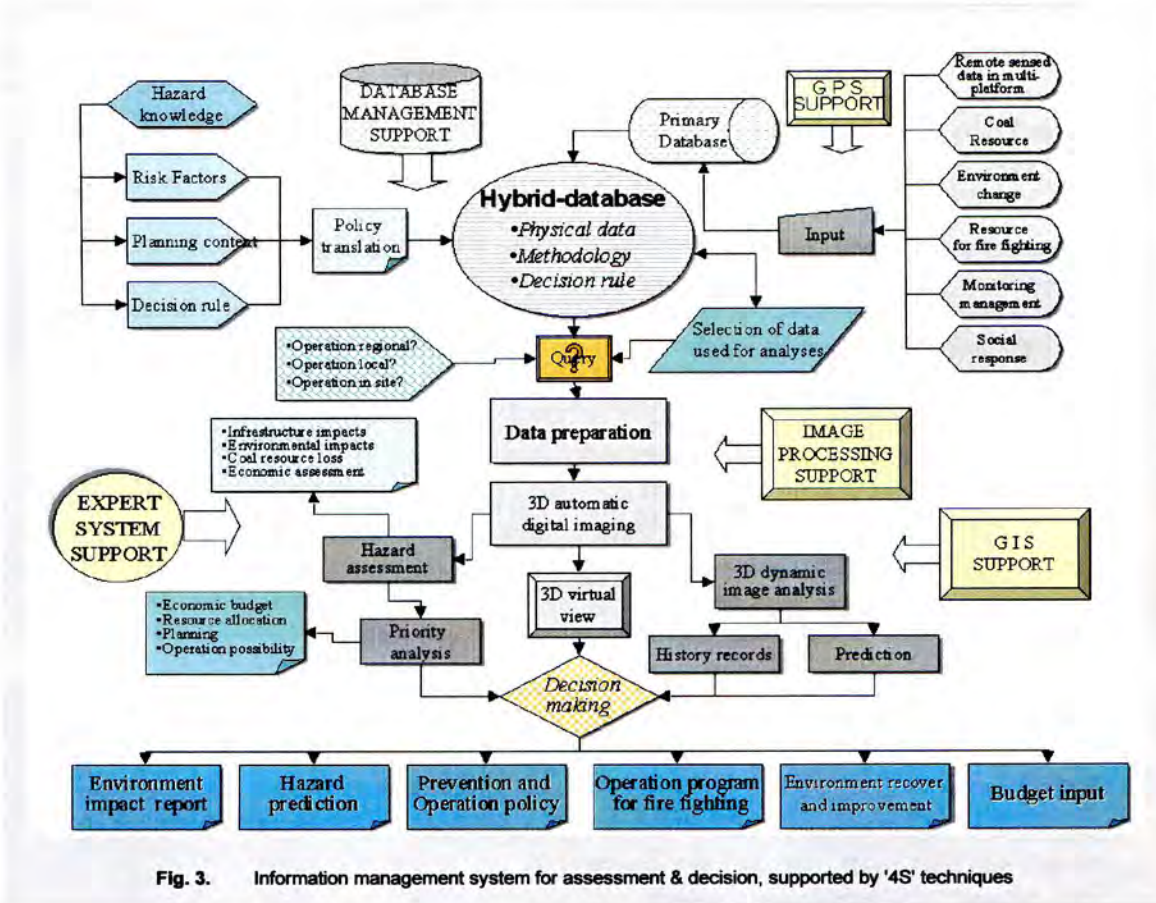 Hazard
knowledge
Risk Factors
Planning context
Decision rule
Policy
translation
DATABASE
MANAGEMENT
SUPPORT
Hybrid-database
•Physical data
•Methodology
•Decision rule
Primary
Database
G P S
SUPPORT
Input
Remote sensed
data in multi-
platform
Coal
Resource
Environment
change
Resource
for fire fighting
Monitoring
management
Social
response
•Operation regional?
•Operation local?
•Operation in site?
Query
?
Selection of data
used for analyses
Data preparation
IMAGE
PROCESSING
SUPPORT
•Infrastructure impacts
•Environmental impacts
•Coal resource loss
•Economic assessment
EXPERT
SYSTEM
SUPPORT
3D automatic
digital imaging
G I S
SUPPORT
Hazard
assessment
3D virtual
view
3D dynamic
image analysis
•Economic budget
•Resource allocation
•Planning
•Operation possibility
Priority
analysis
History records
Prediction
Decision
making
Environment
impact report
Hazard
prediction
Prevention and
Operation policy
Operation program
for fire fighting
Environment recover
and improvement
Budget input
Fig. 3. Information management system for assessment & decision, supported by '4S' techniques